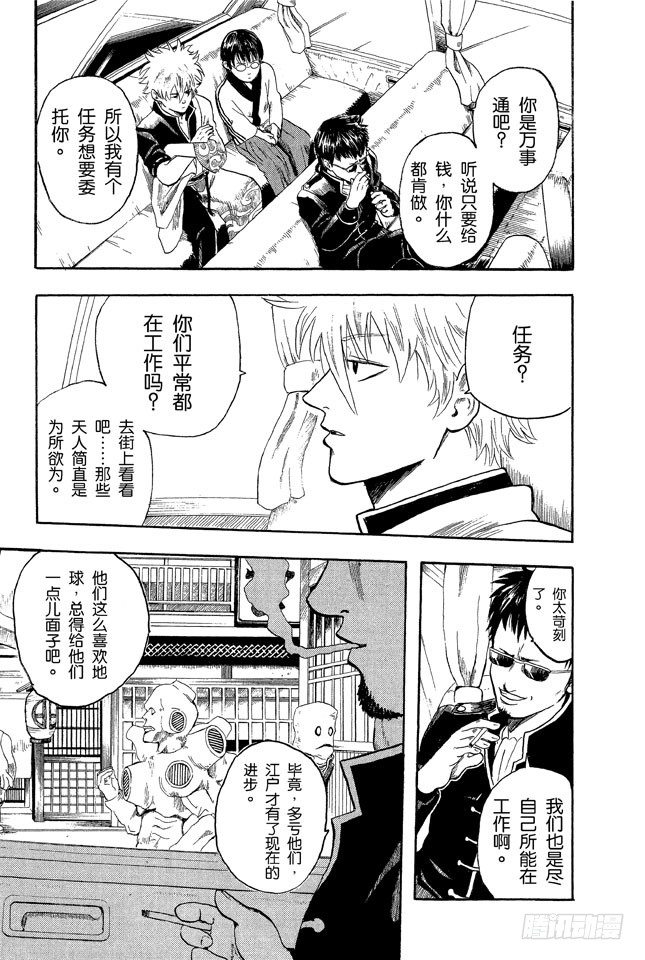 你是万事
通吧？
听说只要给
钱，你什么
都肯做。
所以我有个
任务想要委
托你。
任务？
你们平常都
在工作吗？
去街上看看
吧……那些
天人简直是
为所欲为。
你太苛刻
了。
我们也是尽
自己所能在
工作啊。
他们这么喜欢地
球，总得给他们
一点儿面子吧。
毕竟，多亏他们，
江户才有了现在的
进步。
腾讯动漫